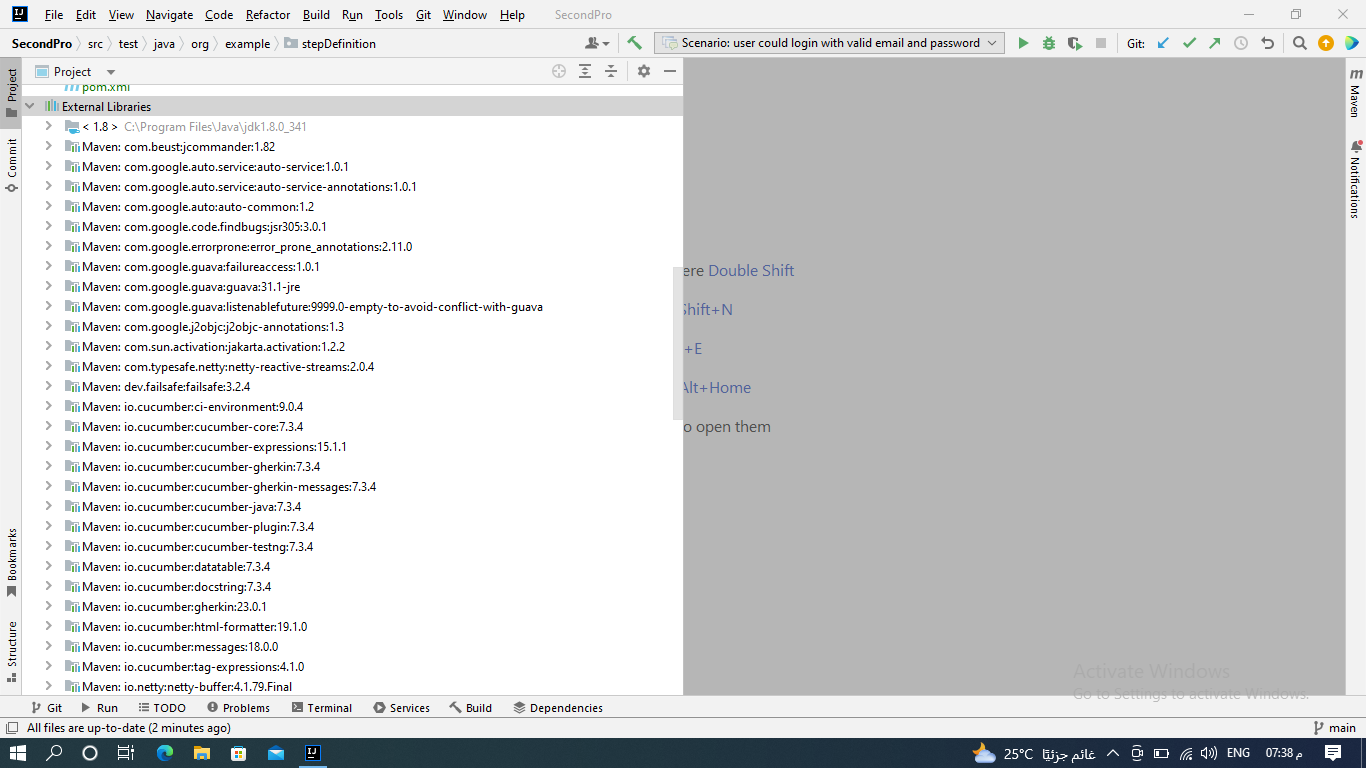 File Edit View Navigate Code Refactor Build Run Tools Git Window Help SecondPro
SecondPro src test java org example stepDefinition Scenario: user could login with valid email and password Git:
Project
pom.xml
External Libraries
< 1.8 > C:\Program Files\Java\jdk1.8.0_341
Maven: com.beust:jcommander:1.82
Maven: com.google.auto.service:auto-service:1.0.1
Maven: com.google.auto.service:auto-service-annotations:1.0.1
Maven: com.google.auto:auto-common:1.2
Maven: com.google.code.findbugs:jsr305:3.0.1
Maven: com.google.errorprone:error_prone_annotations:2.11.0
Maven: com.google.guava:failureaccess:1.0.1
Maven: com.google.guava:guava:31.1-jre
Maven: com.google.guava:listenablefuture:9999.0-empty-to-avoid-conflict-with-guava
Maven: com.google.j2objc:j2objc-annotations:1.3
Maven: com.sun.activation:jakarta.activation:1.2.2
Maven: com.typesafe.netty:netty-reactive-streams:2.0.4
Maven: dev.failsafe:failsafe:3.2.4
Maven: io.cucumber:ci-environment:9.0.4
Maven: io.cucumber:cucumber-core:7.3.4
Maven: io.cucumber:cucumber-expressions:15.1.1
Maven: io.cucumber:cucumber-gherkin:7.3.4
Maven: io.cucumber:cucumber-gherkin-messages:7.3.4
Maven: io.cucumber:cucumber-java:7.3.4
Maven: io.cucumber:cucumber-plugin:7.3.4
Maven: io.cucumber:cucumber-testng:7.3.4
Maven: io.cucumber:datatable:7.3.4
Maven: io.cucumber:docstring:7.3.4
Maven: io.cucumber:gherkin:23.0.1
Maven: io.cucumber:html-formatter:19.1.0
Maven: io.cucumber:messages:18.0.0
Maven: io.cucumber:tag-expressions:4.1.0
Maven: io.netty:netty-buffer:4.1.79.Final
Project
Commit
Bookmarks
Structure
ere Double Shift
Shift+N
+E
Alt+Home
o open them
Maven
Notifications
Activate Windows
Go to Settings to activate Windows.
Git Run TODO Problems Terminal Services Build Dependencies
All files are up-to-date (2 minutes ago) main
25°C غائم جزئيًا ENG 07:38 م